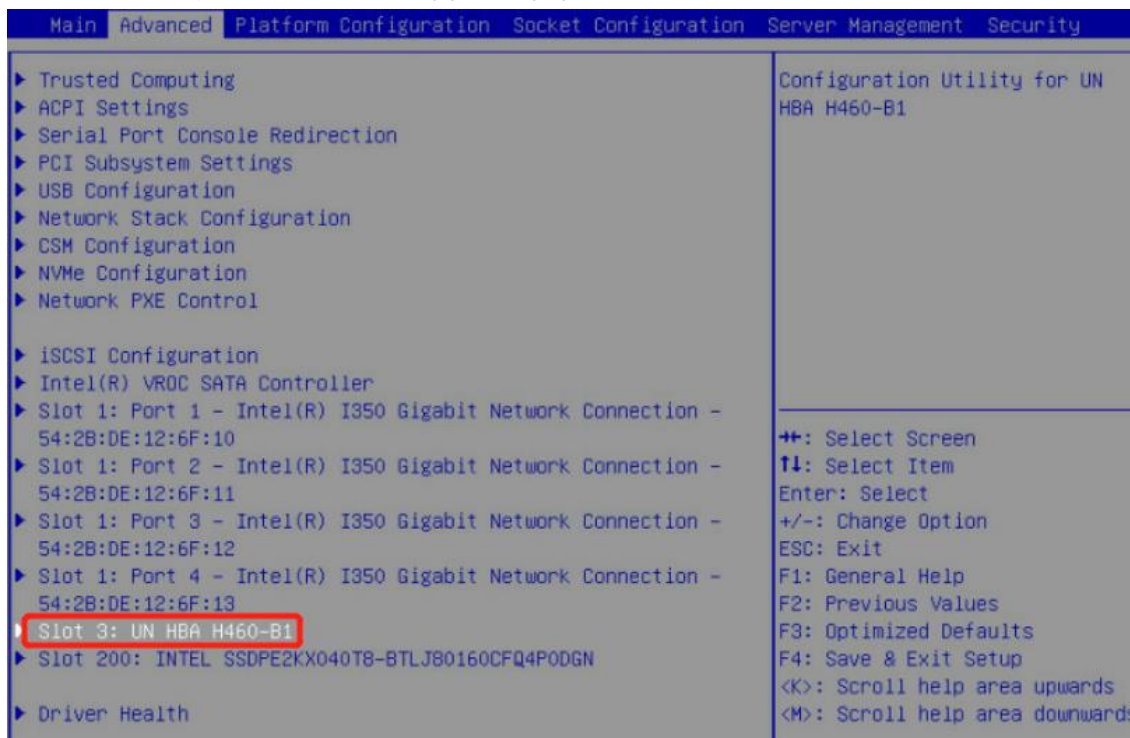 Main Advanced Platform Configuration Socket Configuration Server Management Security
Trusted Computing
ACPI Settings
Serial Port Console Redirection
PCI Subsystem Settings
USB Configuration
Network Stack Configuration
CSM Configuration
NVMe Configuration
Network PXE Control
iSCSI Configuration
Intel(R) VROC SATA Controller
Slot 1: Port 1 - Intel(R) I350 Gigabit Network Connection -
54:2B:DE:12:6F:10
Slot 1: Port 2 - Intel(R) I350 Gigabit Network Connection -
54:2B:DE:12:6F:11
Slot 1: Port 3 - Intel(R) I350 Gigabit Network Connection -
54:2B:DE:12:6F:12
Slot 1: Port 4 - Intel(R) I350 Gigabit Network Connection -
54:2B:DE:12:6F:13
Slot 3: UN HBA H460-B1
Slot 200: INTEL SSDPE2KX040T8-BTLJ80160CFQ4P0DGN
Driver Health
Configuration Utility for UN
HBA H460-B1
→←: Select Screen
↑↓: Select Item
Enter: Select
+/-: Change Option
ESC: Exit
F1: General Help
F2: Previous Values
F3: Optimized Defaults
F4: Save & Exit Setup
<K>: Scroll help area upwards
<M>: Scroll help area downwards